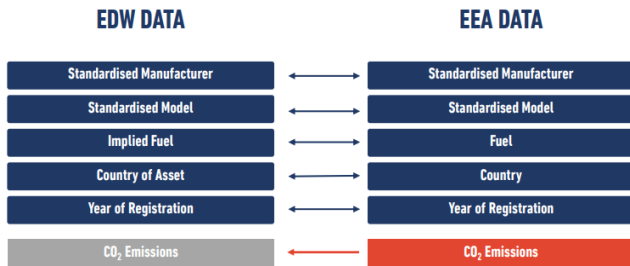 EDW DATA
EEA DATA
Standardised Manufacturer
Standardised Manufacturer
Standardised Model
Standardised Model
Implied Fuel
Fuel
Country of Asset
Country
Year of Registration
Year of Registration
CO₂ Emissions
CO₂ Emissions